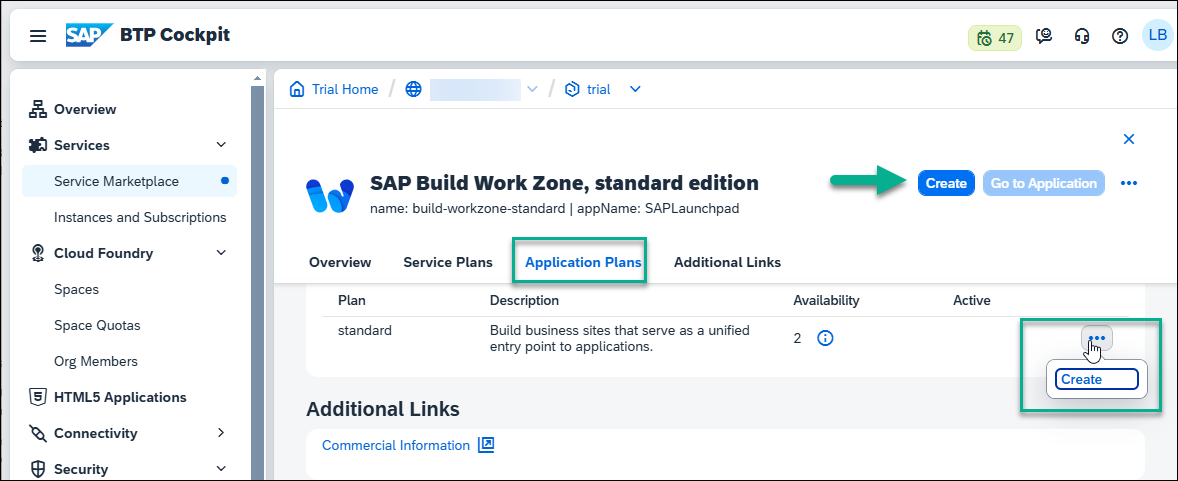 SAP BTP Cockpit
47
LB
Overview
Services
Service Marketplace
Instances and Subscriptions
Cloud Foundry
Spaces
Space Quotas
Org Members
HTML5 Applications
Connectivity
Security
Trial Home / / trial
SAP Build Work Zone, standard edition
name: build-workzone-standard | appName: SAPLaunchpad
Create Go to Application
Overview Service Plans Application Plans Additional Links
Plan Description Availability Active
standard Build business sites that serve as a unified 2
entry point to applications.
Create
Additional Links
Commercial Information